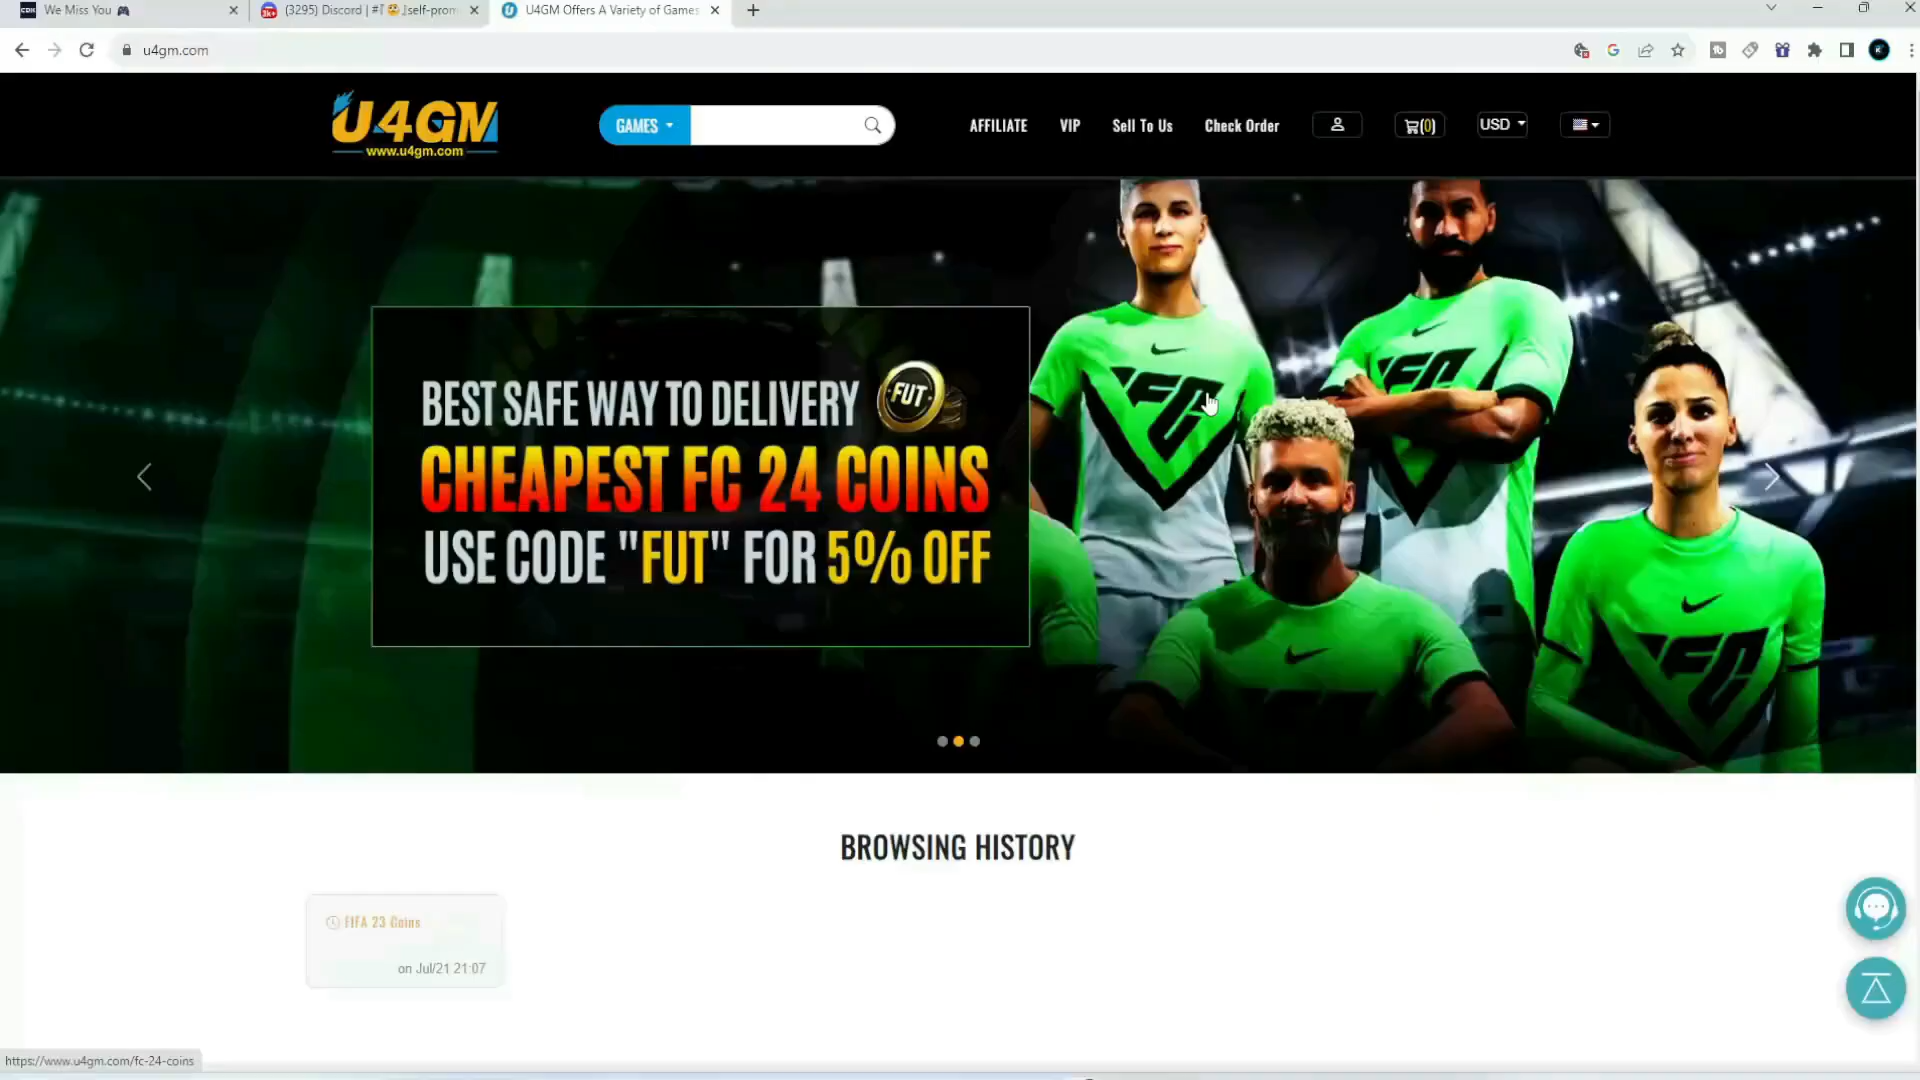 We Miss You 🎮
(3295) Discord | #『😊』self-prom
U4GM Offers A Variety of Games
u4gm.com
U4GM
www.u4gm.com
GAMES
AFFILIATE
VIP
Sell To Us
Check Order
(0)
USD
BEST SAFE WAY TO DELIVERY
FUT
CHEAPEST FC 24 COINS
USE CODE "FUT" FOR 5% OFF
BROWSING HISTORY
FIFA 23 Coins
on Jul/21 21:07
https://www.u4gm.com/fc-24-coins